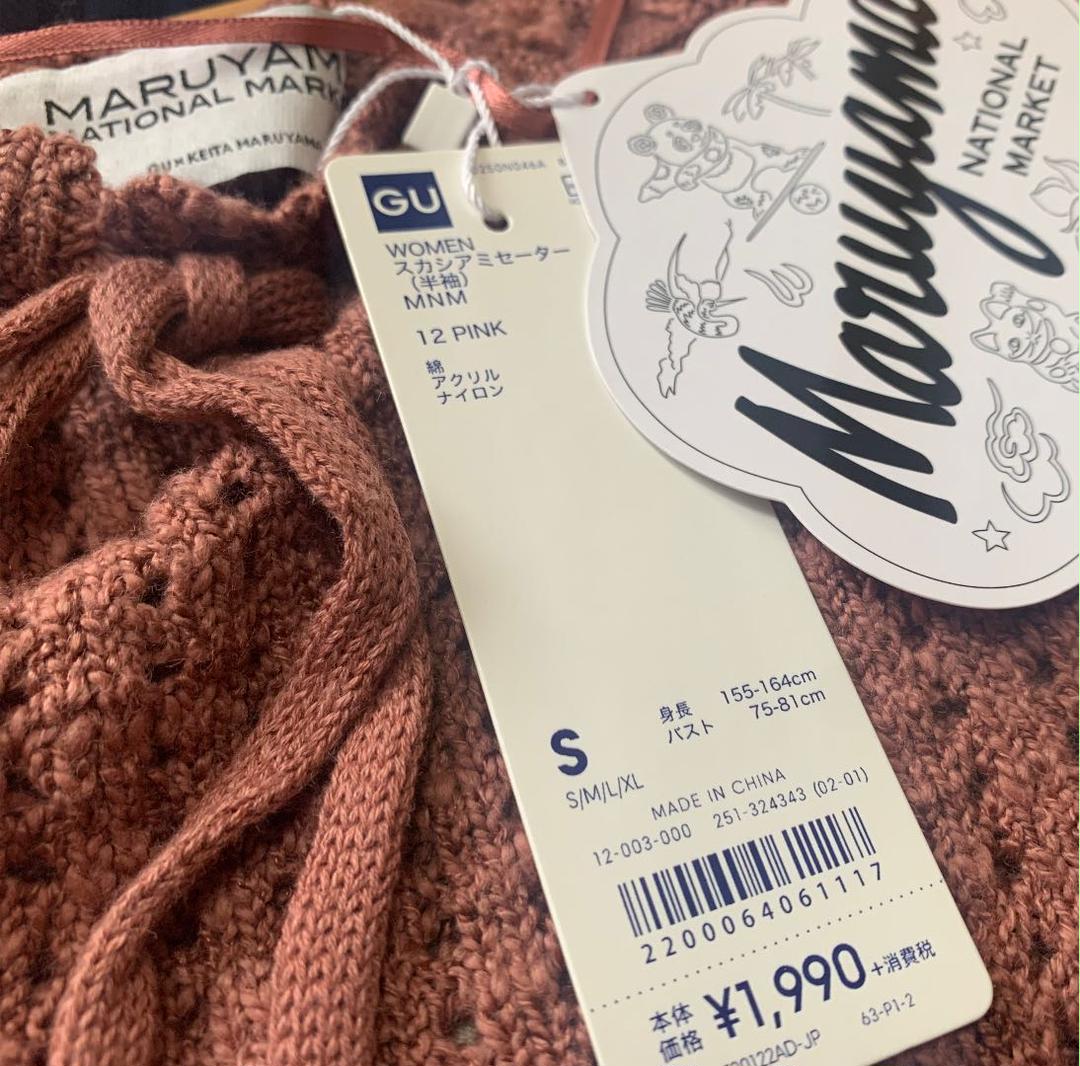 MARUYAM
NATIONAL MARK
GU×KEITA MARUYAMA
GU
WOMEN
スカシアミセーター
(半袖)
MNM
12 PINK
綿
アクリル
ナイロン
S
S/M/L/XL
身長 155-164cm
バスト 75-81cm
MADE IN CHINA
12-003-000 251-324343 (02-01)
2200064061117
本体価格 ¥1,990+消費税
63-P1-2
Maruyama
NATIONAL
MARKET